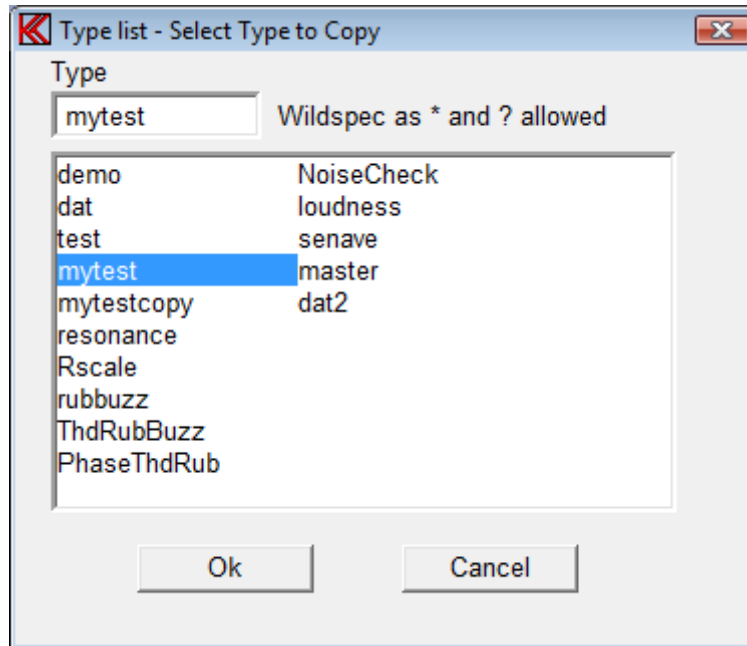 Type list - Select Type to Copy
Type
mytest Wildspec as * and ? allowed
demo NoiseCheck
dat loudness
test senave
mytest master
mytestcopy dat2
resonance
Rscale
rubbuzz
ThdRubBuzz
PhaseThdRub
Ok Cancel